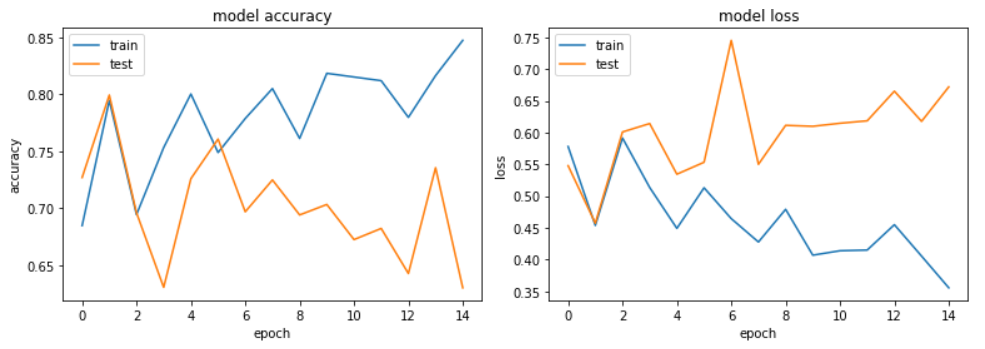 model accuracy
train
test
0.85
0.80
0.75
0.70
0.65
accuracy
0 2 4 6 8 10 12 14
epoch
model loss
train
test
0.75
0.70
0.65
0.60
0.55
0.50
0.45
0.40
0.35
loss
0 2 4 6 8 10 12 14
epoch